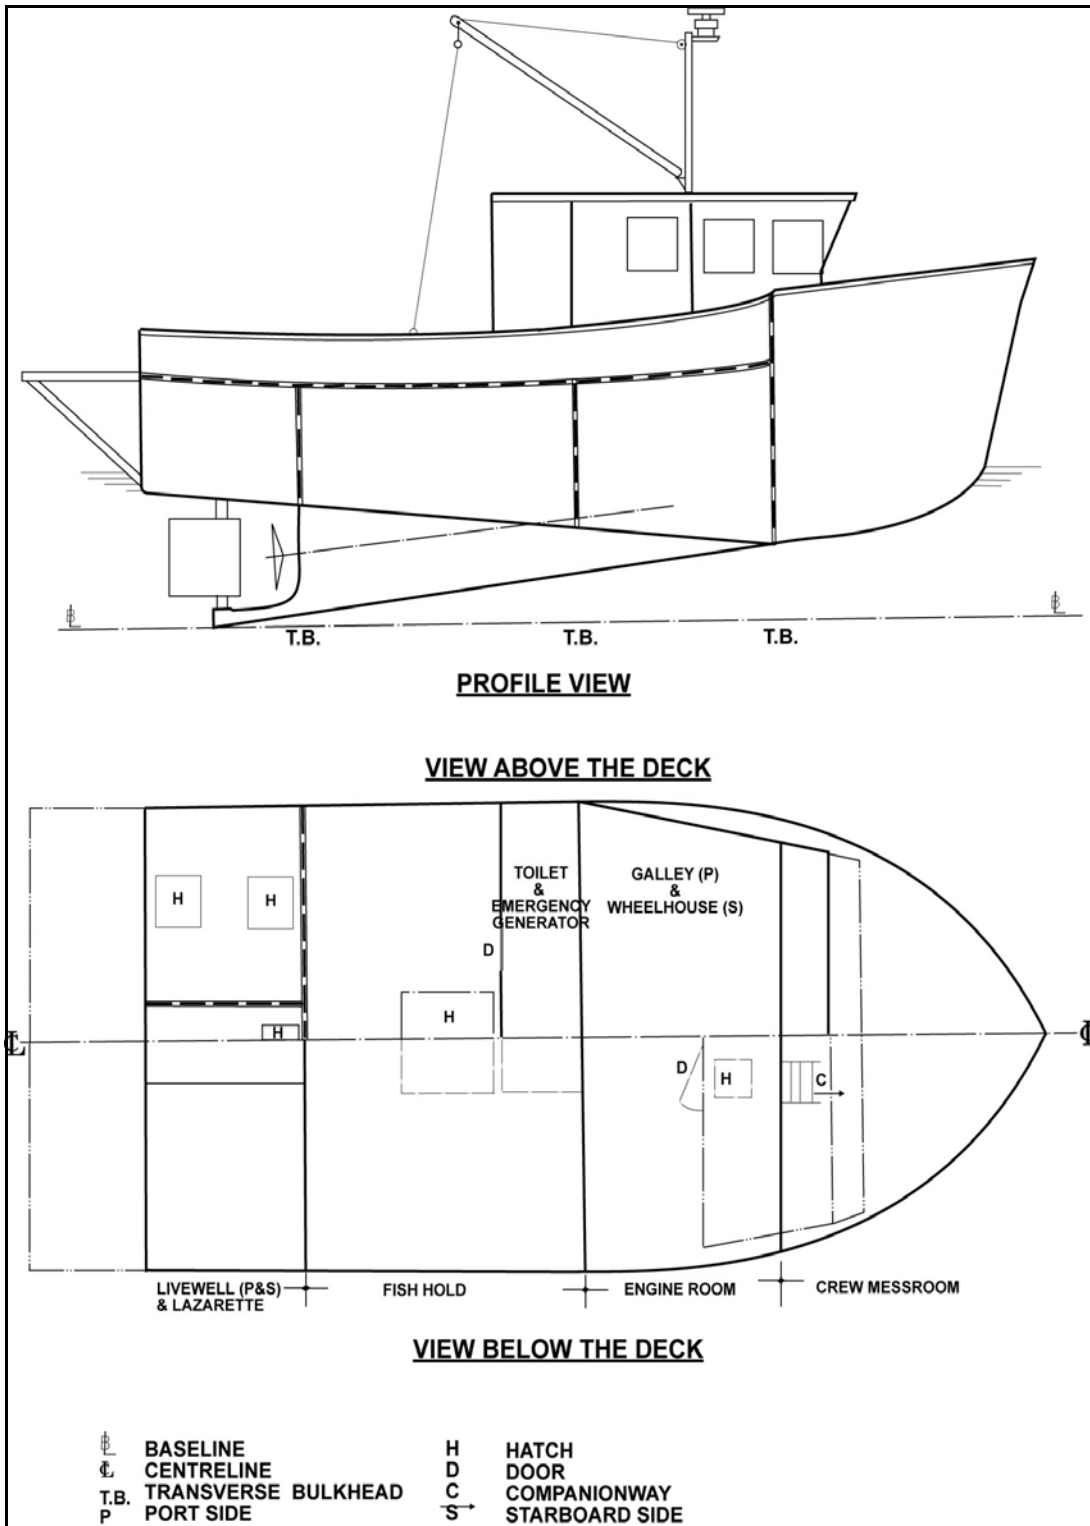 T.B. T.B. T.B.
PROFILE VIEW
VIEW ABOVE THE DECK
TOILET
&
EMERGENCY
GENERATOR
GALLEY (P)
&
WHEELHOUSE (S)
H H
D
H
H
D H C
LIVEWELL (P&S)
& LAZARETTE
FISH HOLD
ENGINE ROOM
CREW MESSROOM
VIEW BELOW THE DECK
BASELINE
CENTRELINE
T.B. TRANSVERSE BULKHEAD
P PORT SIDE
H HATCH
D DOOR
C COMPANIONWAY
S STARBOARD SIDE